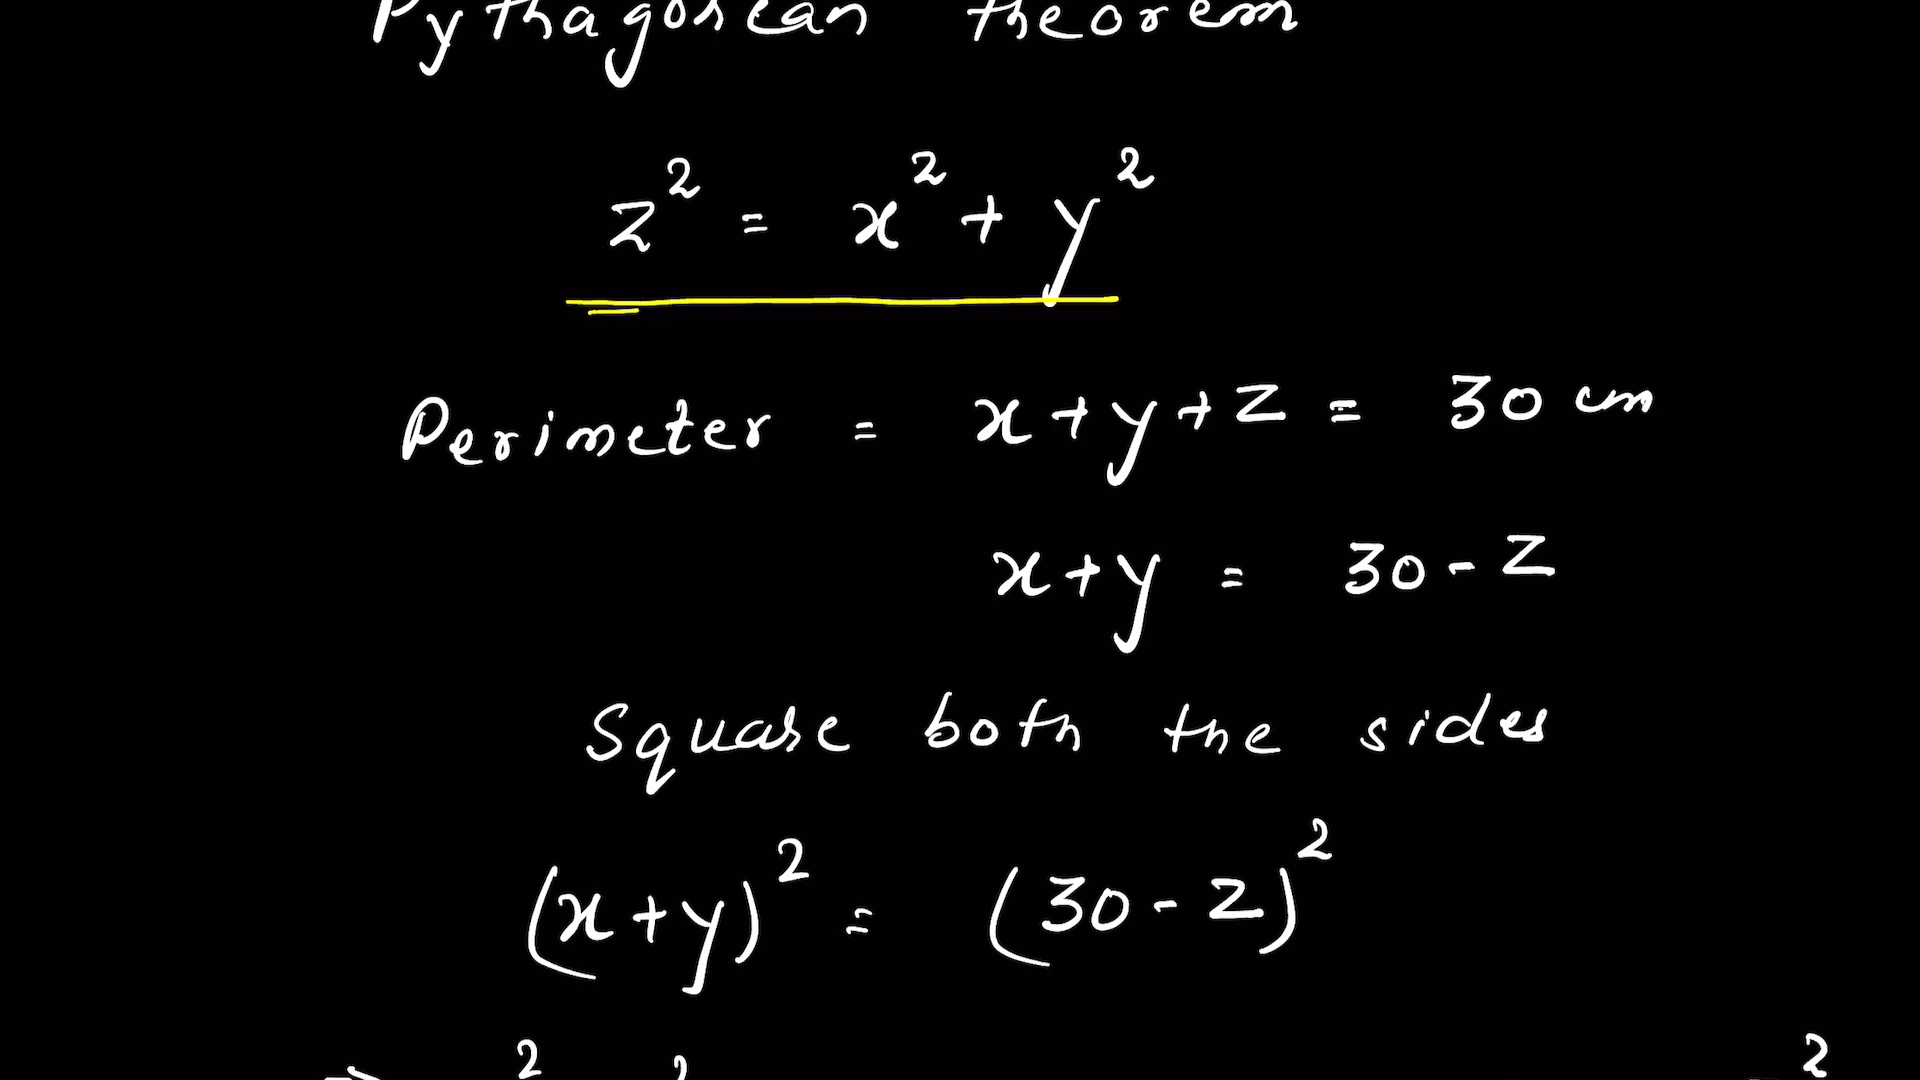 Pythagorean theorem
z² = x² + y²
Perimeter = x + y + z = 30 cm
x + y = 30 - z
Square both the sides
(x + y)² = (30 - z)²